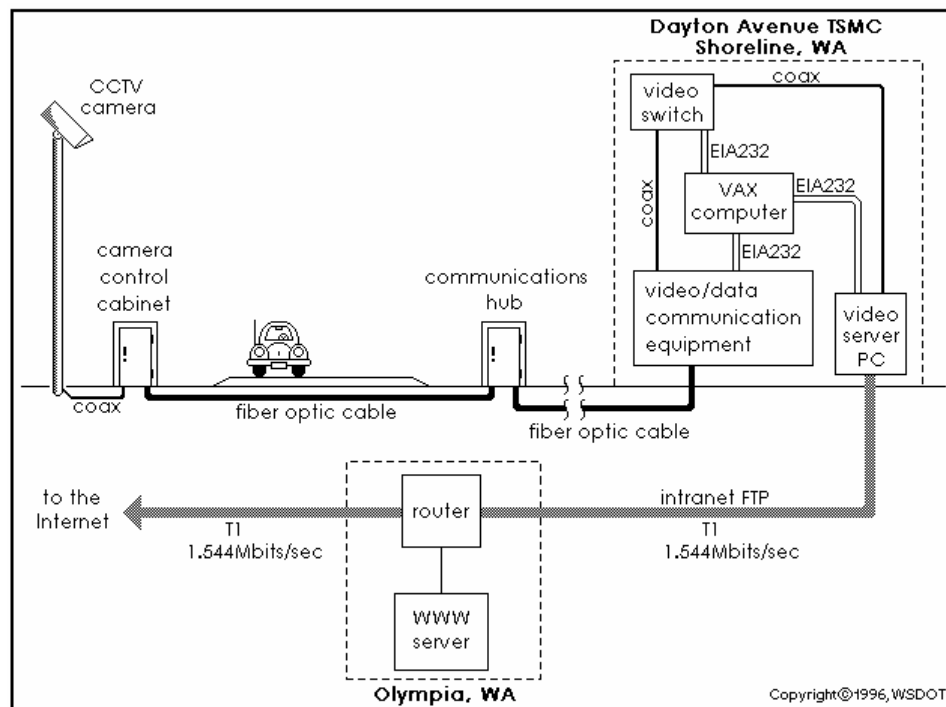 Dayton Avenue TSMC
Shoreline, WA
CCTV
camera
coax
video
switch
EIA232
VAX
computer
EIA232
coax
EIA232
camera
control
cabinet
communications
hub
video/data
communication
equipment
video
server
PC
coax
fiber optic cable
fiber optic cable
to the
Internet
router
intranet FTP
T1
1.544Mbits/sec
T1
1.544Mbits/sec
WWW
server
Olympia, WA
Copyright©1996, WSDOT